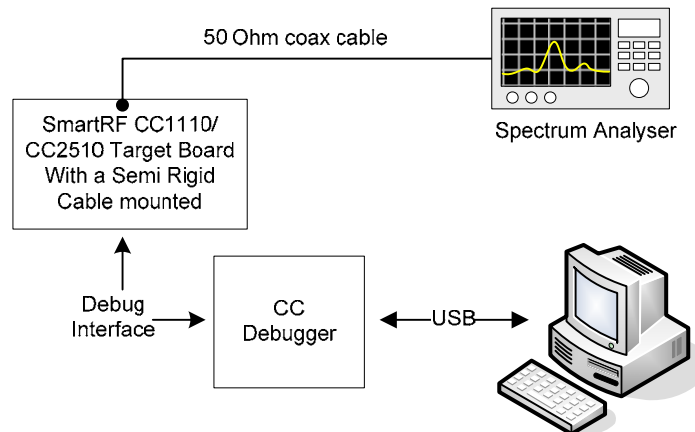 50 Ohm coax cable
SmartRF CC1110/
CC2510 Target Board
With a Semi Rigid
Cable mounted
Spectrum Analyser
Debug
Interface
CC
Debugger
USB